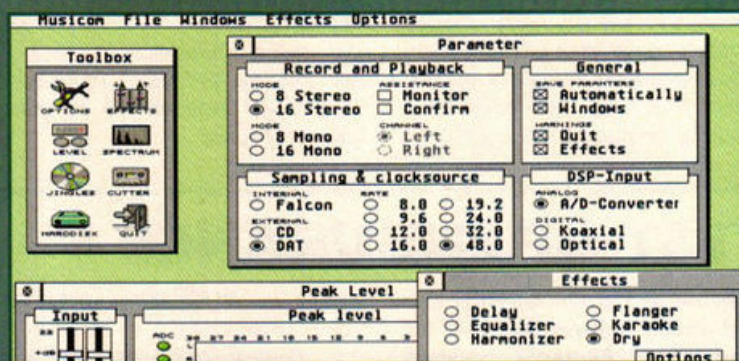 Musicom File Windows Effects Options
Toolbox
OPTIONS EFFECTS
LEVEL SPECTRUM
JINGLES CUTTER
HARDDISK QUIT
Parameter
Record and Playback
MODE ASSISTANCE
8 Stereo Monitor
16 Stereo Confirm
MODE CHANNEL
8 Mono Left
16 Mono Right
General
SAVE PARAMTERS
Automatically
Windows
WARNINGS
Quit
Effects
Sampling & clocksource
INTERNAL RATE
Falcon 8.0 19.2
EXTERNAL 9.6 24.0
CD 12.0 32.0
DAT 16.0 48.0
DSP-Input
ANALOG
A/D-Converter
DIGITAL
Koaxial
Optical
Peak Level
Input
Peak level
ADC
L
Effects
Delay Flanger
Equalizer Karaoke
Harmonizer Dry
Options